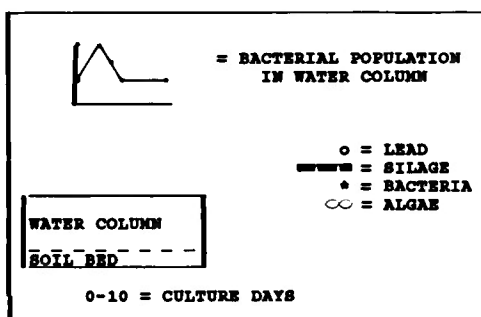 = BACTERIAL POPULATION
IN WATER COLUMN
o = LEAD
= SILAGE
* = BACTERIA
∞ = ALGAE
WATER COLUMN
SOIL BED
0-10 = CULTURE DAYS